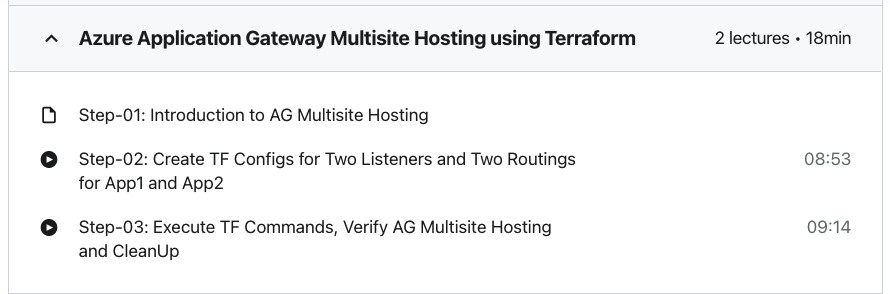 Azure Application Gateway Multisite Hosting using Terraform 2 lectures • 18min
Step-01: Introduction to AG Multisite Hosting
Step-02: Create TF Configs for Two Listeners and Two Routings 08:53
for App1 and App2
Step-03: Execute TF Commands, Verify AG Multisite Hosting 09:14
and CleanUp